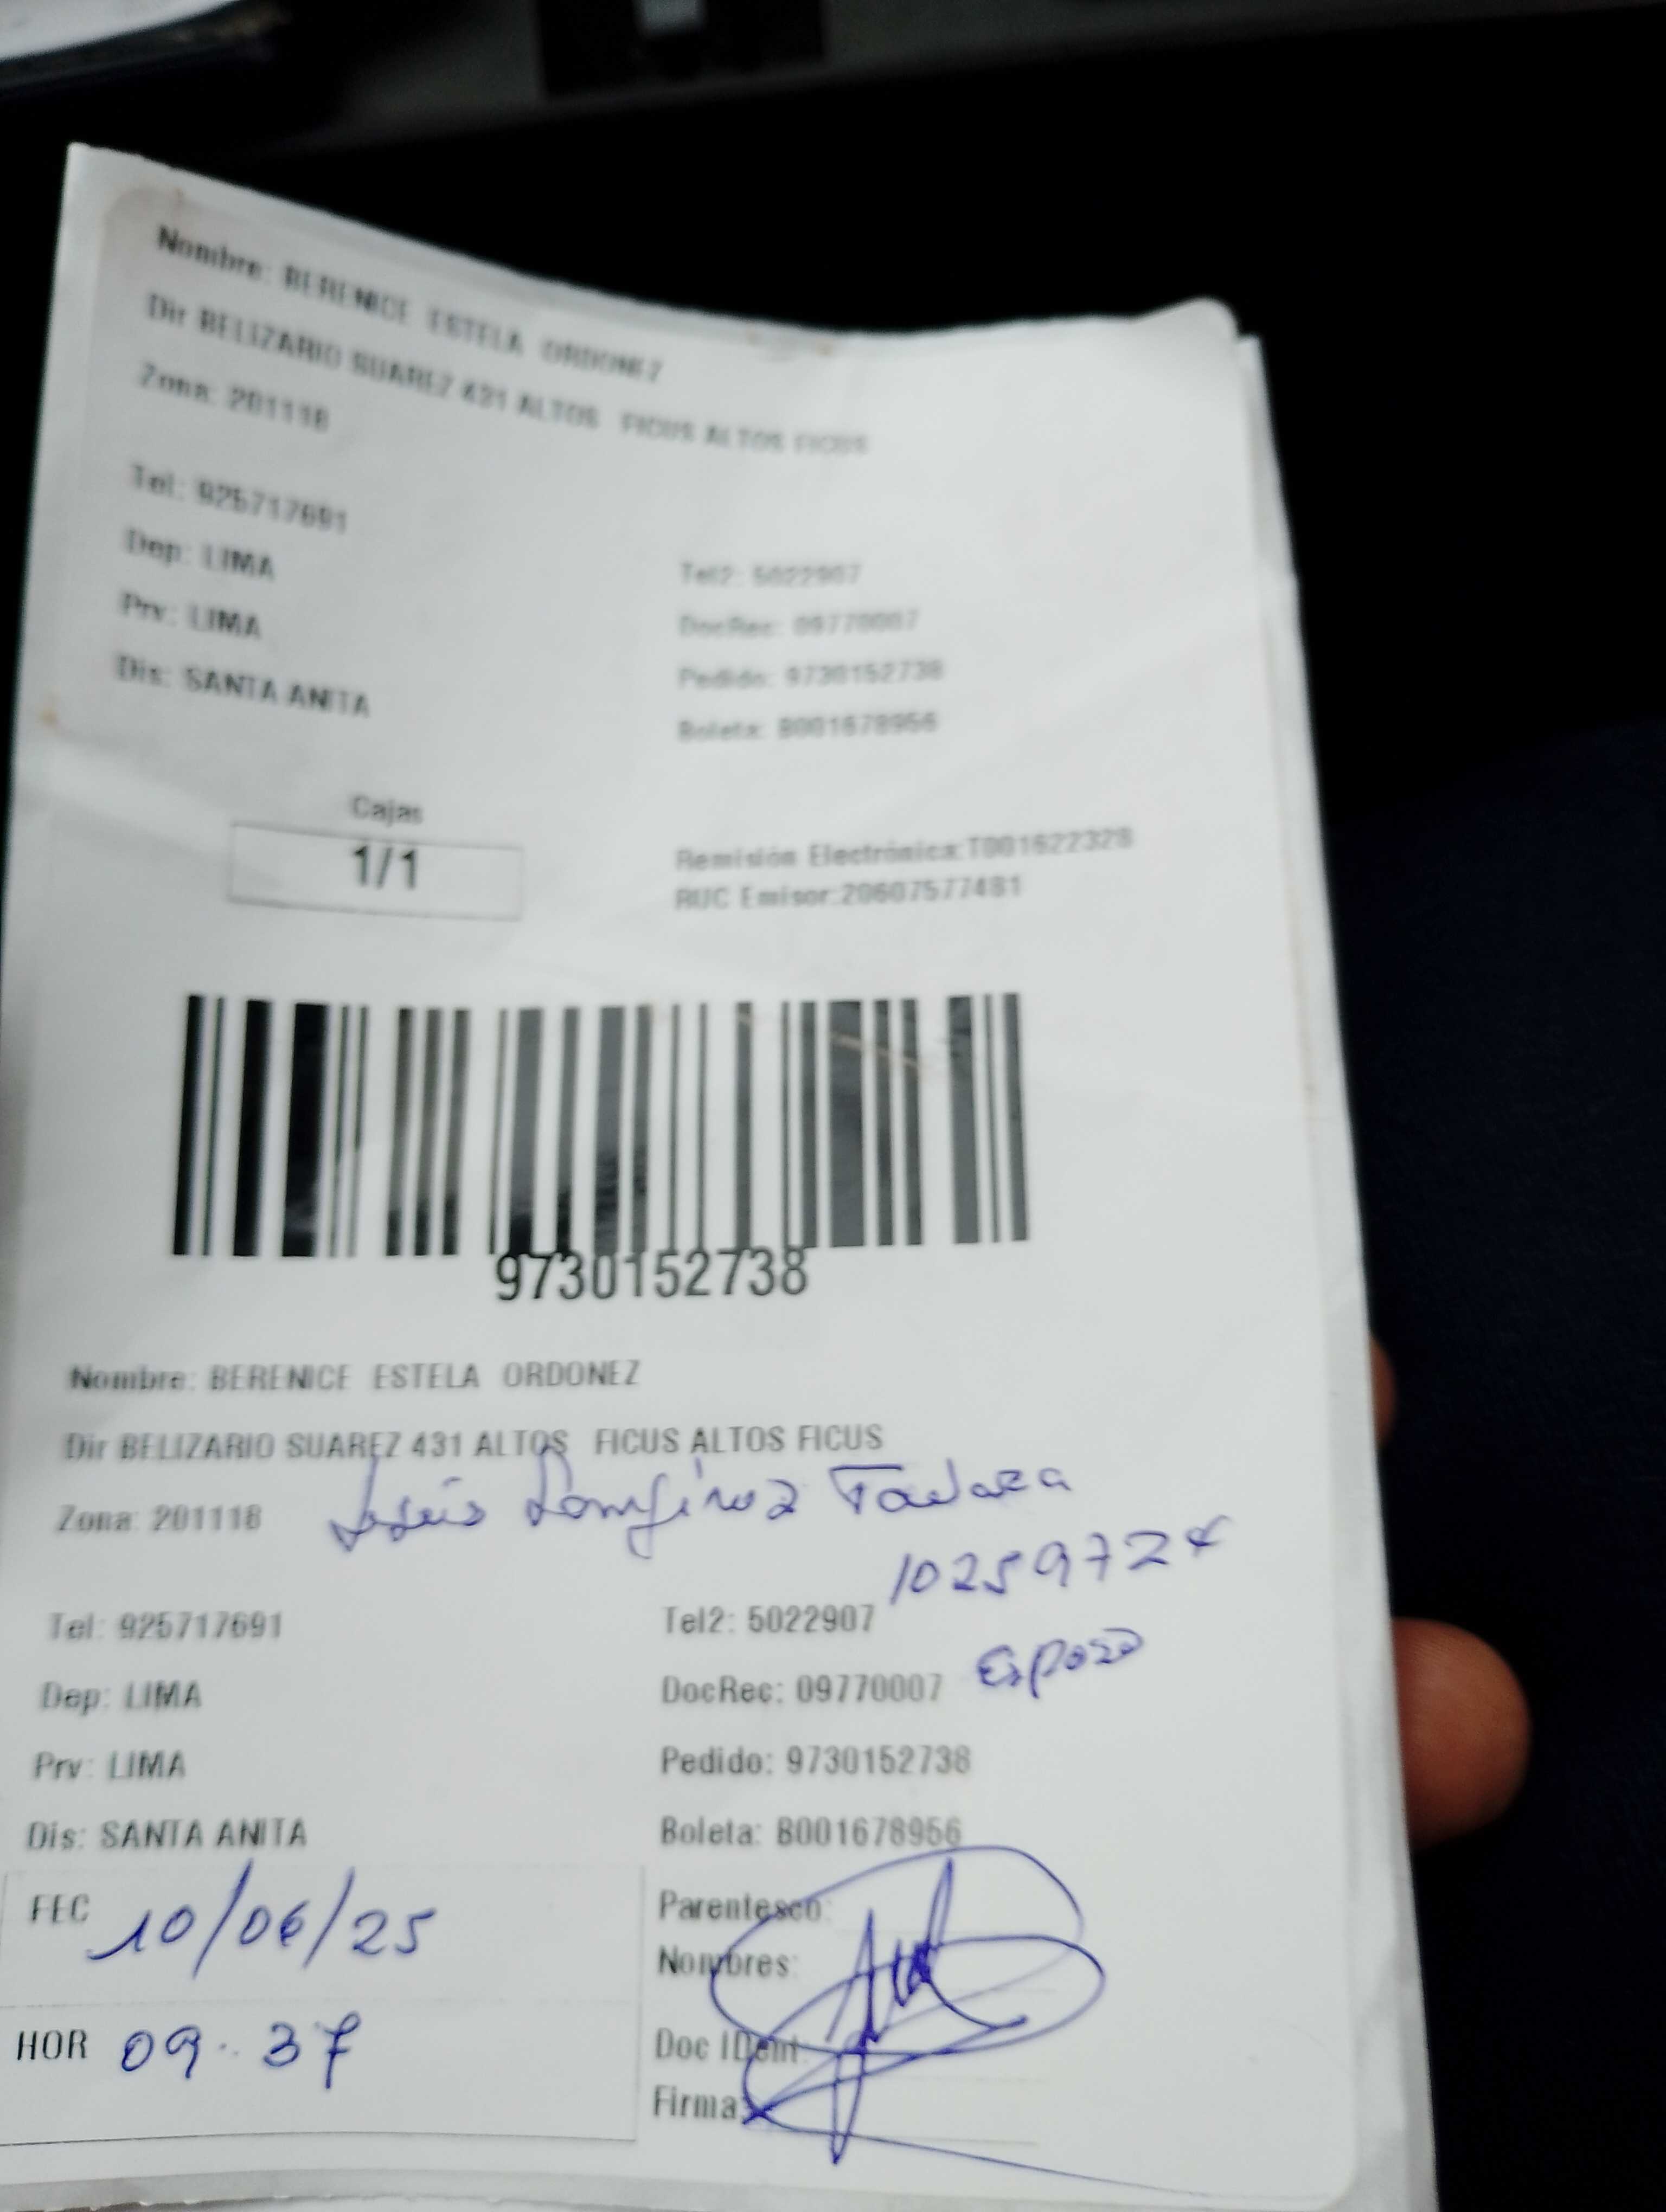 Nombre: BERENICE ESTELA ORDONEZ
Dir BELIZARIO SUAREZ 431 ALTOS FICUS ALTOS FICUS
Zona: 201118
Tel: 925717691
Dep: LIMA
Prv: LIMA
Dis: SANTA ANITA
Tel2: 5022907
DocRec: 09770007
Pedido: 9730152738
Boleta: B001678956
Cajas
1/1
Remisión Electrónica:T001622328
RUC Emisor:20607577481
9730152738
Nombre: BERENICE ESTELA ORDONEZ
Dir BELIZARIO SUAREZ 431 ALTOS FICUS ALTOS FICUS
Zona: 201118
Jesús
10259724
Tel: 925717691
Tel2: 5022907
Esposo
Dep: LIMA
DocRec: 09770007
Prv: LIMA
Pedido: 9730152738
Dis: SANTA ANITA
Boleta: B001678956
FEC 10/06/25
Parentesco:
Nombres:
HOR 09:37
Doc IDent:
Firma: